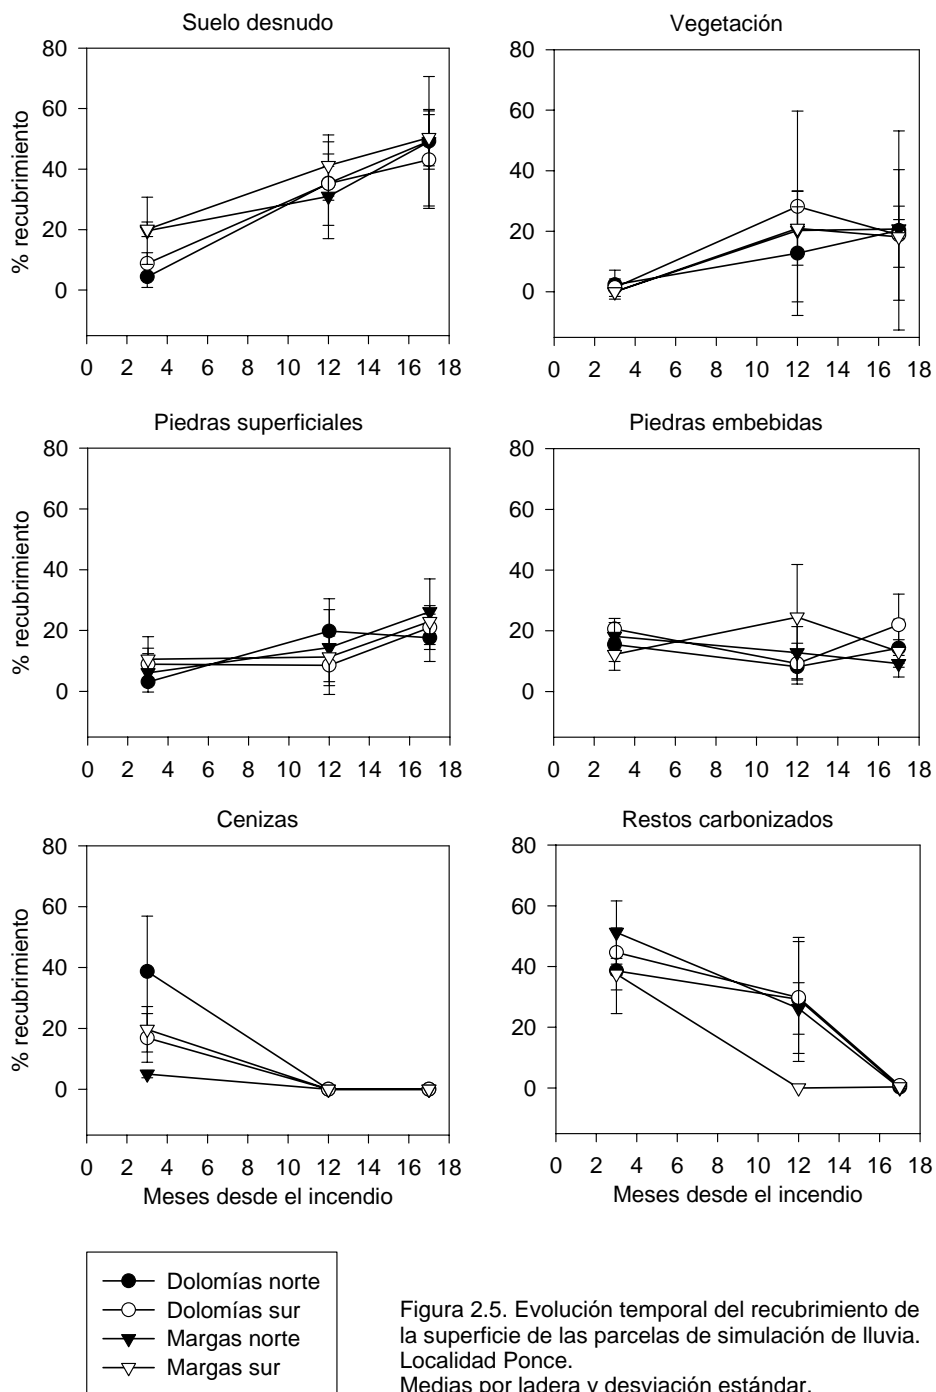 Suelo desnudo
Vegetación
80
60
40
20
0
% recubrimiento
0 2 4 6 8 10 12 14 16 18
80
60
40
20
0
0 2 4 6 8 10 12 14 16 18
Piedras superficiales
Piedras embebidas
80
60
40
20
0
% recubrimiento
0 2 4 6 8 10 12 14 16 18
80
60
40
20
0
0 2 4 6 8 10 12 14 16 18
Cenizas
Restos carbonizados
80
60
40
20
0
% recubrimiento
0 2 4 6 8 10 12 14 16 18
Meses desde el incendio
80
60
40
20
0
0 2 4 6 8 10 12 14 16 18
Meses desde el incendio
Dolomías norte
Dolomías sur
Margas norte
Margas sur
Figura 2.5. Evolución temporal del recubrimiento de
la superficie de las parcelas de simulación de lluvia.
Localidad Ponce.
Medias por ladera y desviación estándar.